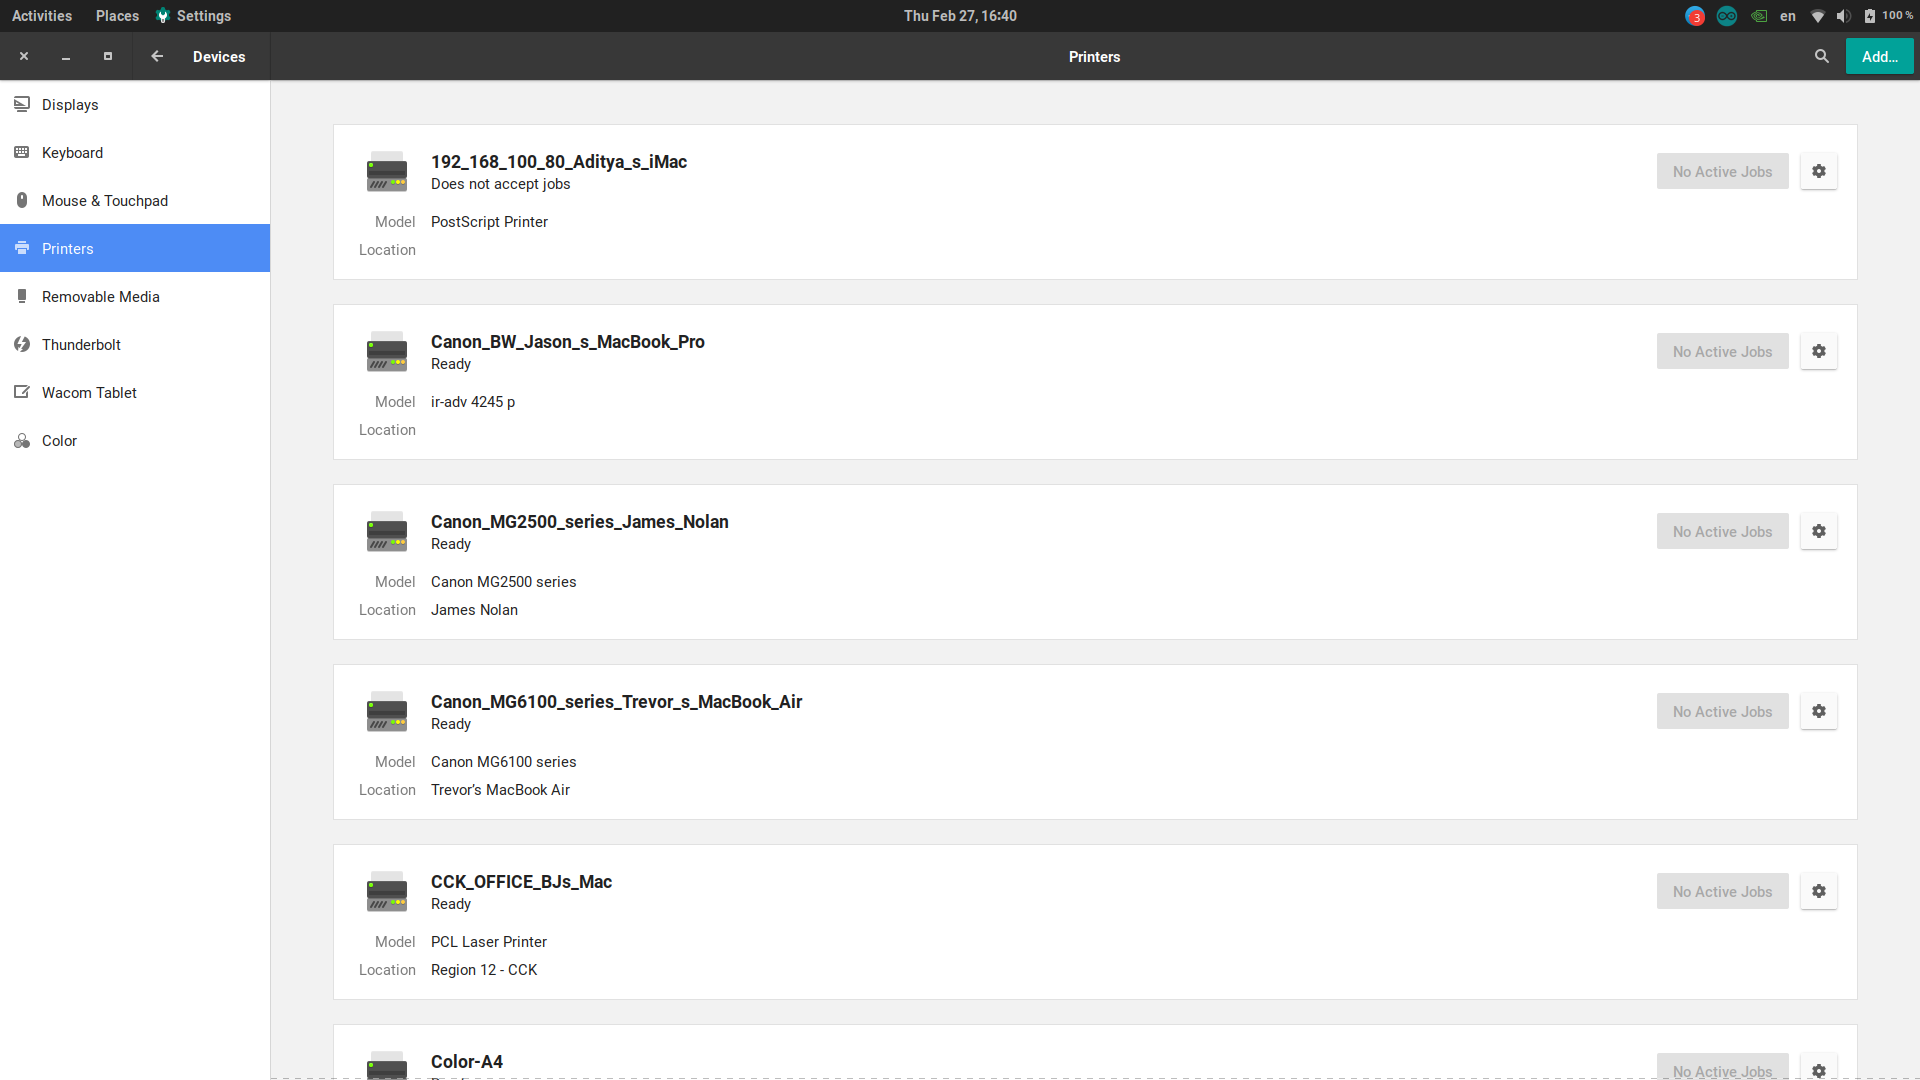 Activities Places Settings Thu Feb 27, 16:40 3 en 100 %
Devices Printers Add...
Displays
Keyboard
Mouse & Touchpad
Printers
Removable Media
Thunderbolt
Wacom Tablet
Color
192_168_100_80_Aditya_s_iMac
Does not accept jobs
No Active Jobs
Model PostScript Printer
Location
Canon_BW_Jason_s_MacBook_Pro
Ready
No Active Jobs
Model ir-adv 4245 p
Location
Canon_MG2500_series_James_Nolan
Ready
No Active Jobs
Model Canon MG2500 series
Location James Nolan
Canon_MG6100_series_Trevor_s_MacBook_Air
Ready
No Active Jobs
Model Canon MG6100 series
Location Trevor’s MacBook Air
CCK_OFFICE_BJs_Mac
Ready
No Active Jobs
Model PCL Laser Printer
Location Region 12 - CCK
Color-A4
No Active Jobs